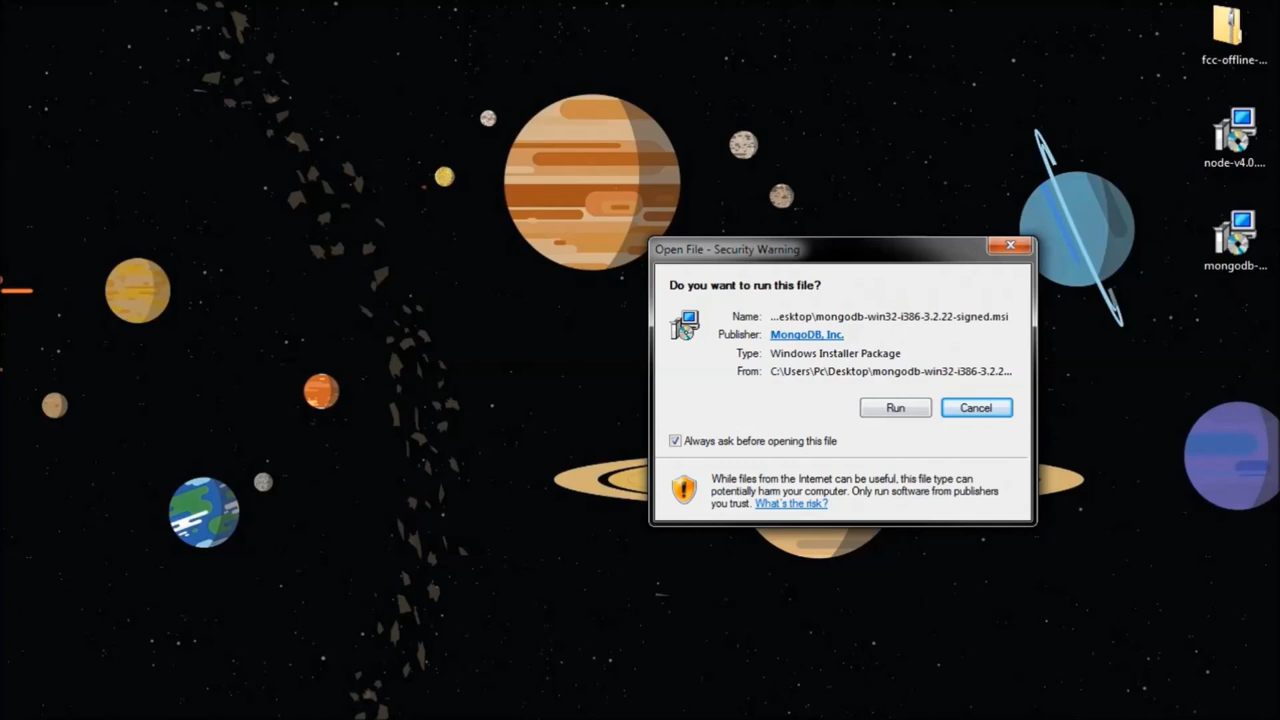 fcc-offline-...
node-v4.0....
mongodb-...
Open File - Security Warning
Do you want to run this file?
Name: ...esktop\mongodb-win32-i386-3.2.22-signed.msi
Publisher: MongoDB, Inc.
Type: Windows Installer Package
From: C:\Users\Pc\Desktop\mongodb-win32-i386-3.2.2...
Run Cancel
Always ask before opening this file
While files from the Internet can be useful, this file type can
potentially harm your computer. Only run software from publishers
you trust. What's the risk?